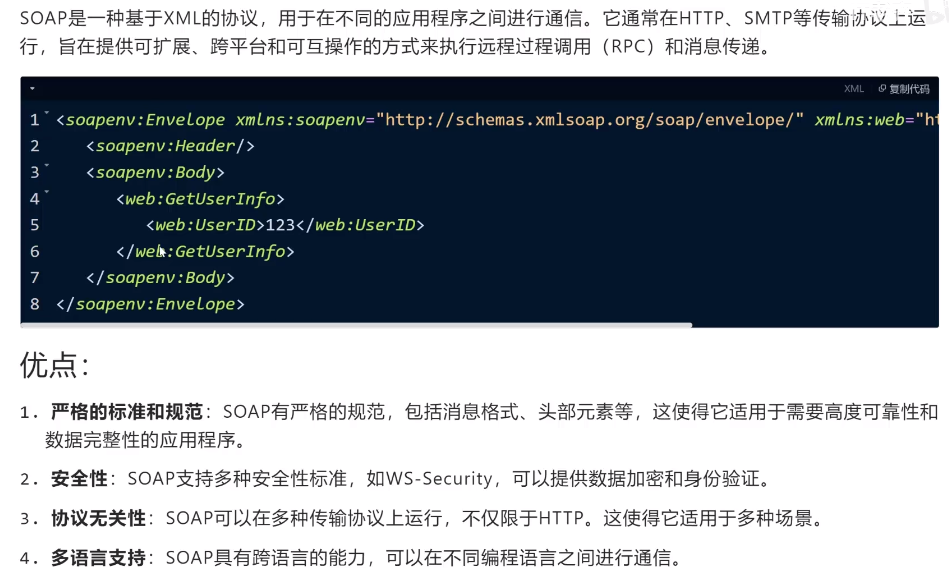 SOAP是一种基于XML的协议，用于在不同的应用程序之间进行通信。它通常在HTTP、SMTP等传输协议上运
行，旨在提供可扩展、跨平台和可互操作的方式来执行远程过程调用（RPC）和消息传递。
XML 复制代码
1 <soapenv:Envelope xmlns:soapenv="http://schemas.xmlsoap.org/soap/envelope/" xmlns:web="ht
2 <soapenv:Header/>
3 <soapenv:Body>
4 <web:GetUserInfo>
5 <web:UserID>123</web:UserID>
6 </web:GetUserInfo>
7 </soapenv:Body>
8 </soapenv:Envelope>
优点：
1. 严格的标准和规范：SOAP有严格的规范，包括消息格式、头部元素等，这使得它适用于需要高度可靠性和
数据完整性的应用程序。
2. 安全性：SOAP支持多种安全性标准，如WS-Security，可以提供数据加密和身份验证。
3. 协议无关性：SOAP可以在多种传输协议上运行，不仅限于HTTP。这使得它适用于多种场景。
4. 多语言支持：SOAP具有跨语言的能力，可以在不同编程语言之间进行通信。